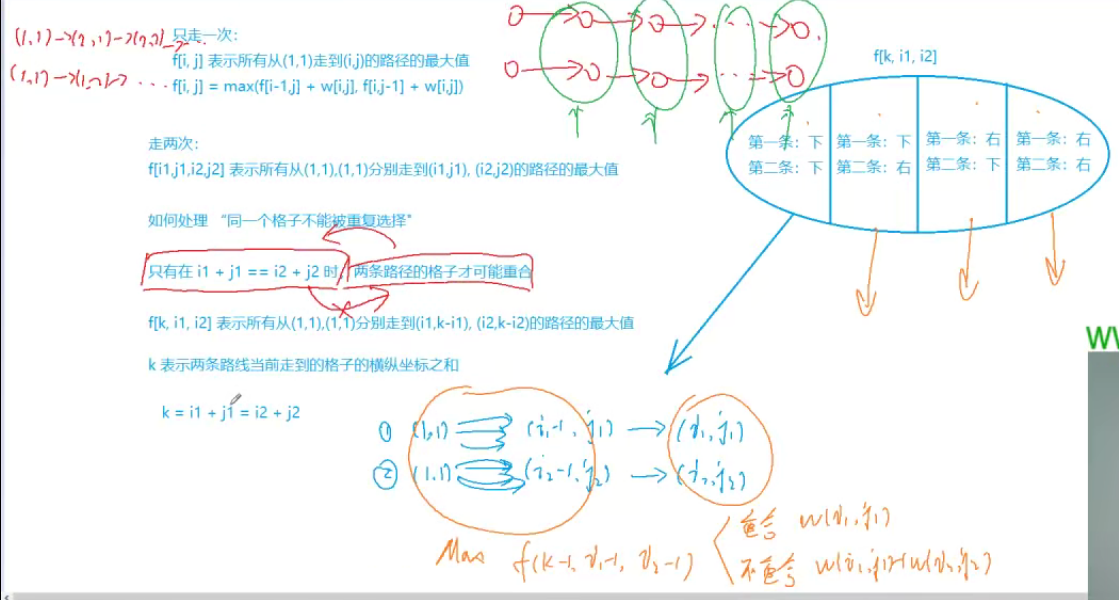 (1,1)→(2,1)→(2,2)→…
(1,1)→(1,2)→ …
只走一次：
f[i, j] 表示所有从(1,1)走到(i,j)的路径的最大值
f[i, j] = max(f[i-1,j] + w[i,j], f[i,j-1] + w[i,j])
走两次：
f[i1,j1,i2,j2] 表示所有从(1,1),(1,1)分别走到(i1,j1), (i2,j2)的路径的最大值
如何处理 “同一个格子不能被重复选择"
只有在 i1 + j1 == i2 + j2 时，两条路径的格子才可能重合
f[k, i1, i2] 表示所有从(1,1),(1,1)分别走到(i1,k-i1), (i2,k-i2)的路径的最大值
k 表示两条路线当前走到的格子的横纵坐标之和
k = i1 + j1 = i2 + j2
f[k, i1, i2]
第一条：下
第二条：下
第一条：下
第二条：右
第一条：右
第二条：下
第一条：右
第二条：右
① (1,1) (i₁-1, j₁) → (i₁, j₁)
② (1,1) (i₂-1, j₂) → (i₂, j₂)
Max f(k-1, i₁-1, i₂-1)
重合 w(i₁,j₁)
不重合 w(i₁,j₁)+w(i₂,j₂)